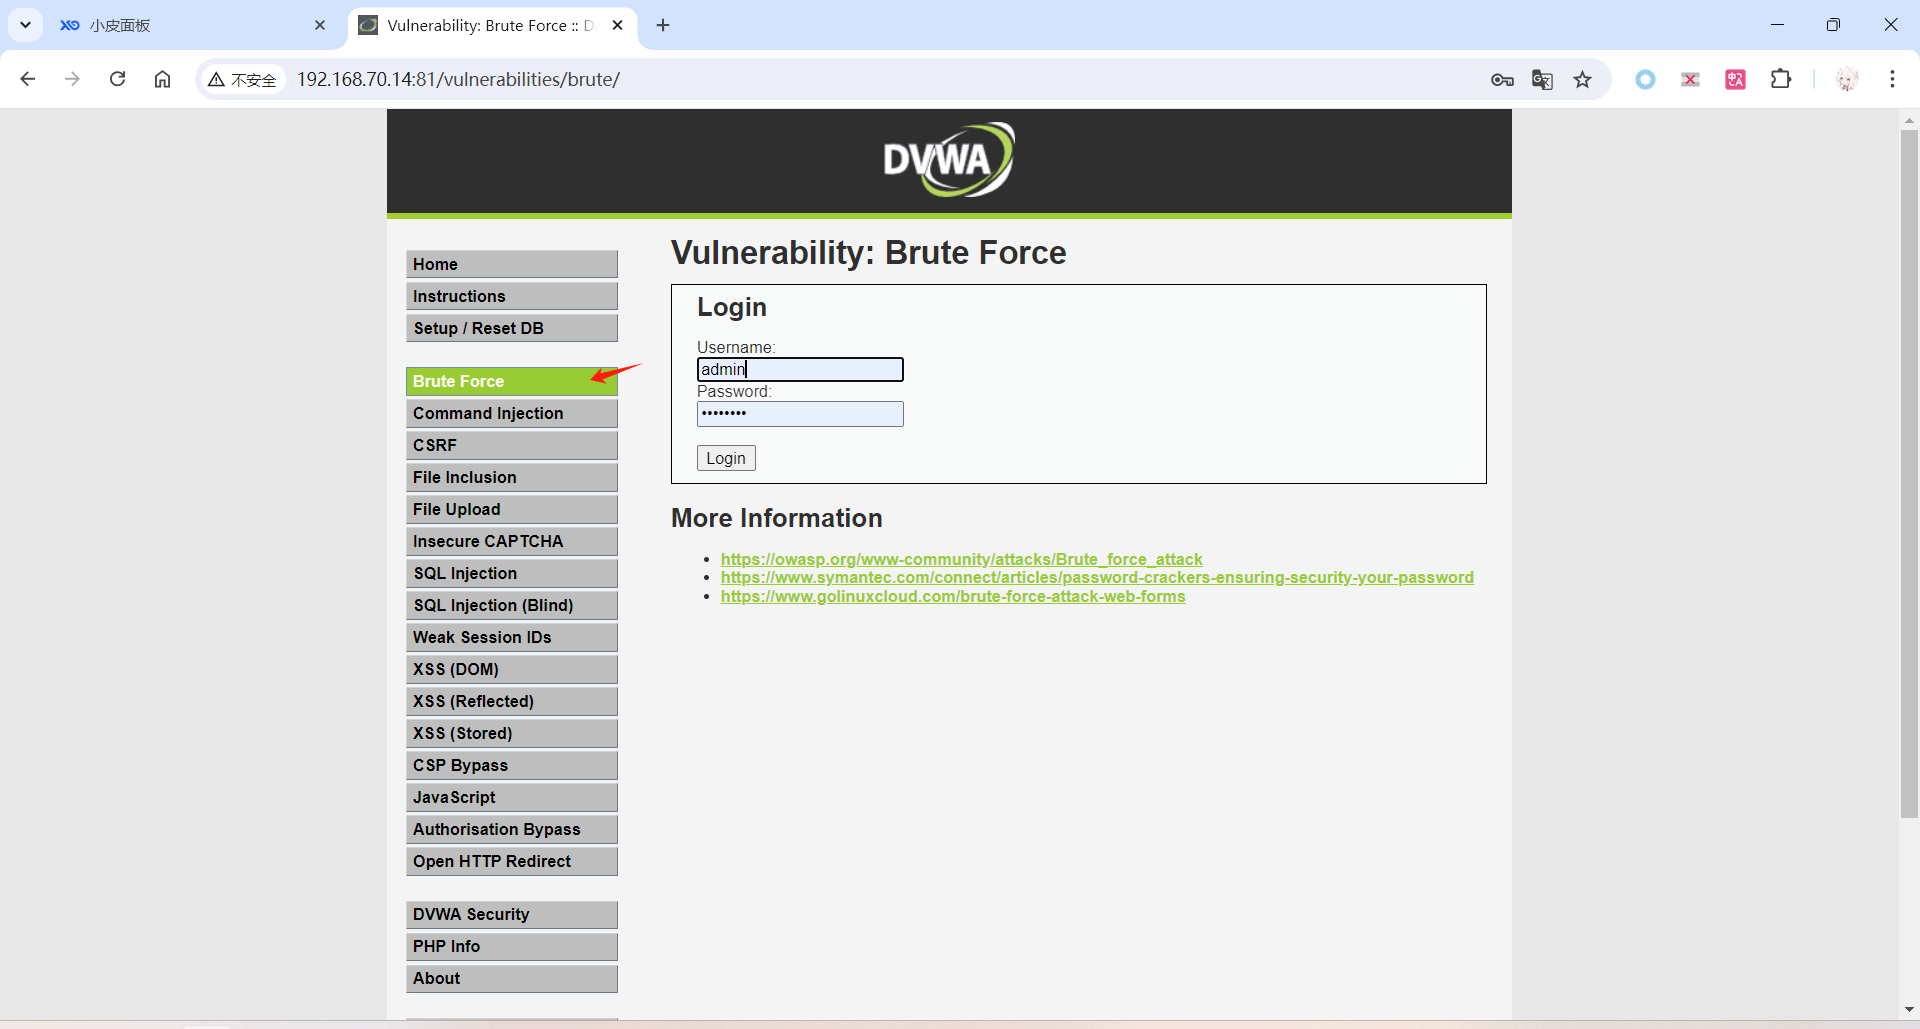 小皮面板
Vulnerability: Brute Force :: D
不安全
192.168.70.14:81/vulnerabilities/brute/
DVWA
Home
Instructions
Setup / Reset DB
Brute Force
Command Injection
CSRF
File Inclusion
File Upload
Insecure CAPTCHA
SQL Injection
SQL Injection (Blind)
Weak Session IDs
XSS (DOM)
XSS (Reflected)
XSS (Stored)
CSP Bypass
JavaScript
Authorisation Bypass
Open HTTP Redirect
DVWA Security
PHP Info
About
Vulnerability: Brute Force
Login
Username:
admin
Password:
••••••••
Login
More Information
• https://owasp.org/www-community/attacks/Brute_force_attack
• https://www.symantec.com/connect/articles/password-crackers-ensuring-security-your-password
• https://www.golinuxcloud.com/brute-force-attack-web-forms